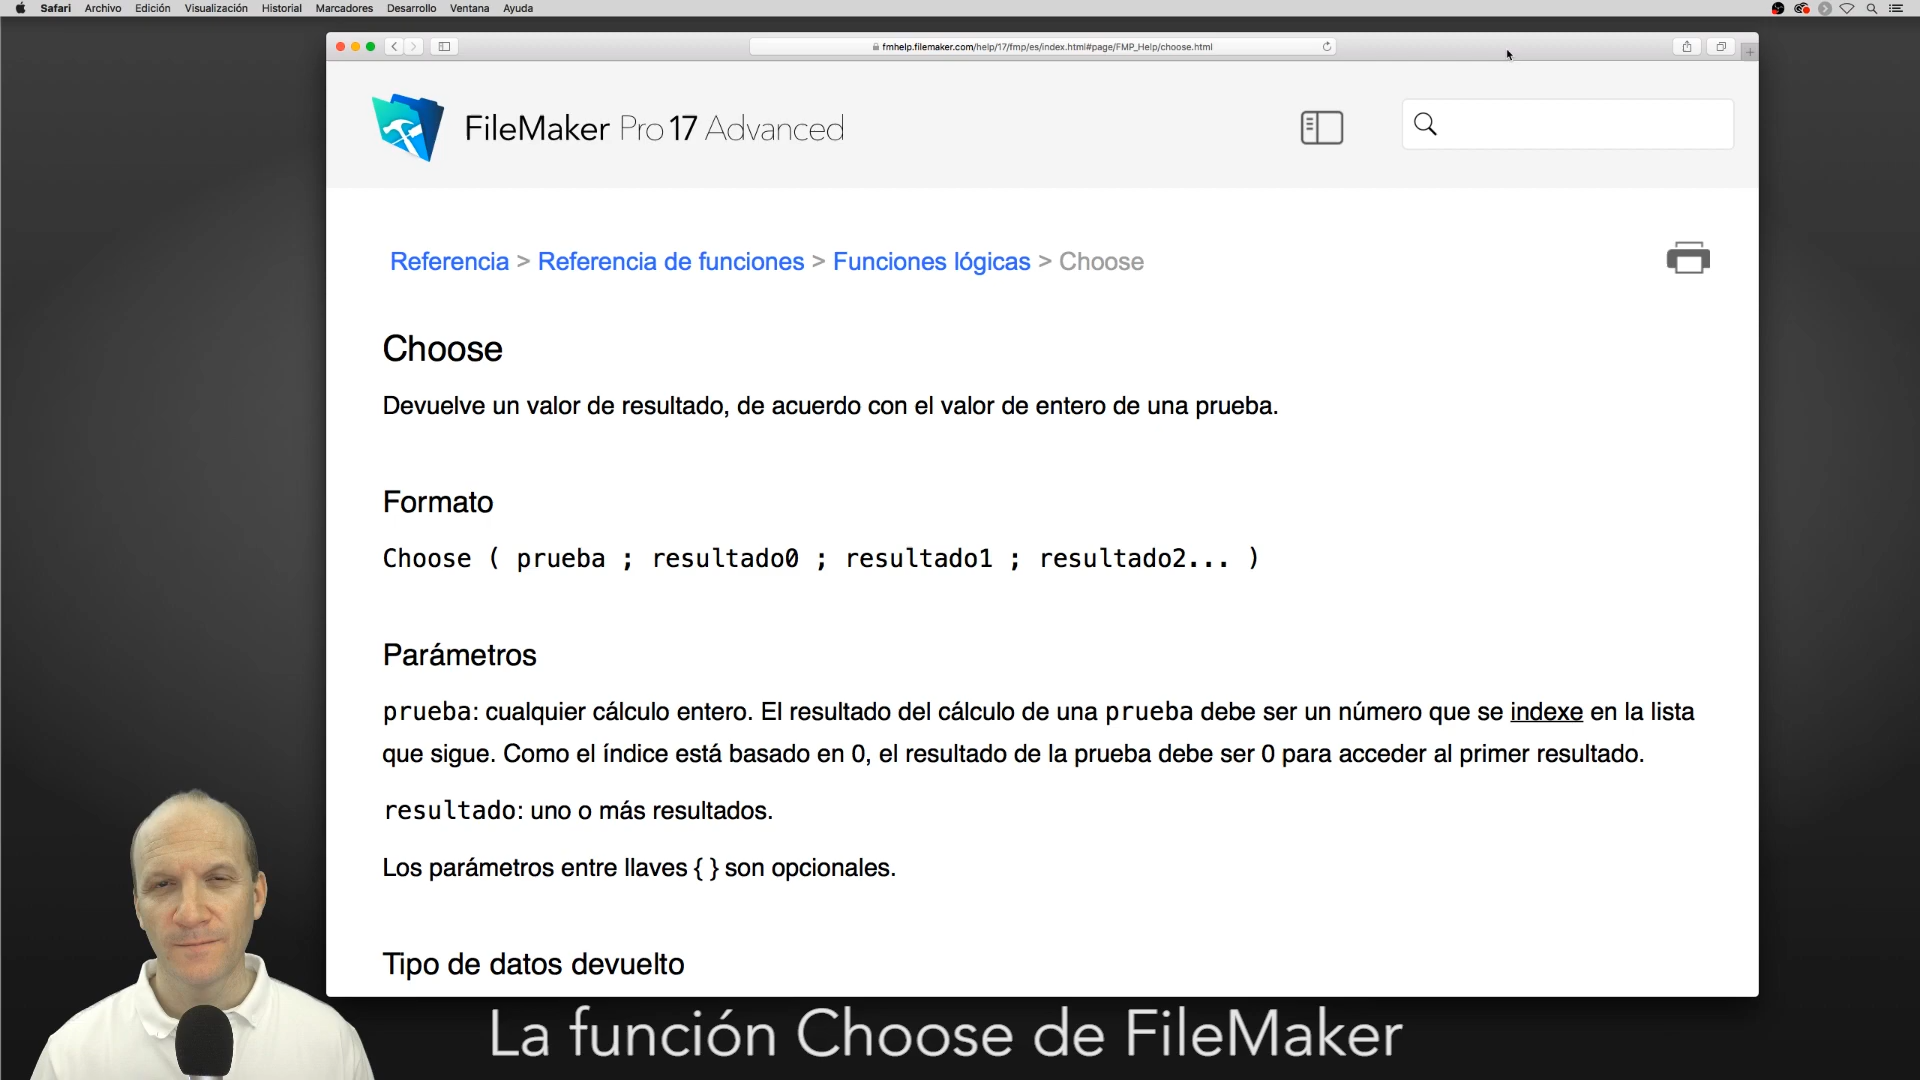 Safari Archivo Edición Visualización Historial Marcadores Desarrollo Ventana Ayuda
fmhelp.filemaker.com/help/17/fmp/es/index.html#page/FMP_Help/choose.html
FileMaker Pro 17 Advanced
Referencia > Referencia de funciones > Funciones lógicas > Choose
Choose
Devuelve un valor de resultado, de acuerdo con el valor de entero de una prueba.
Formato
Choose ( prueba ; resultado0 ; resultado1 ; resultado2... )
Parámetros
prueba: cualquier cálculo entero. El resultado del cálculo de una prueba debe ser un número que se indexe en la lista
que sigue. Como el índice está basado en 0, el resultado de la prueba debe ser 0 para acceder al primer resultado.
resultado: uno o más resultados.
Los parámetros entre llaves { } son opcionales.
Tipo de datos devuelto
La función Choose de FileMaker